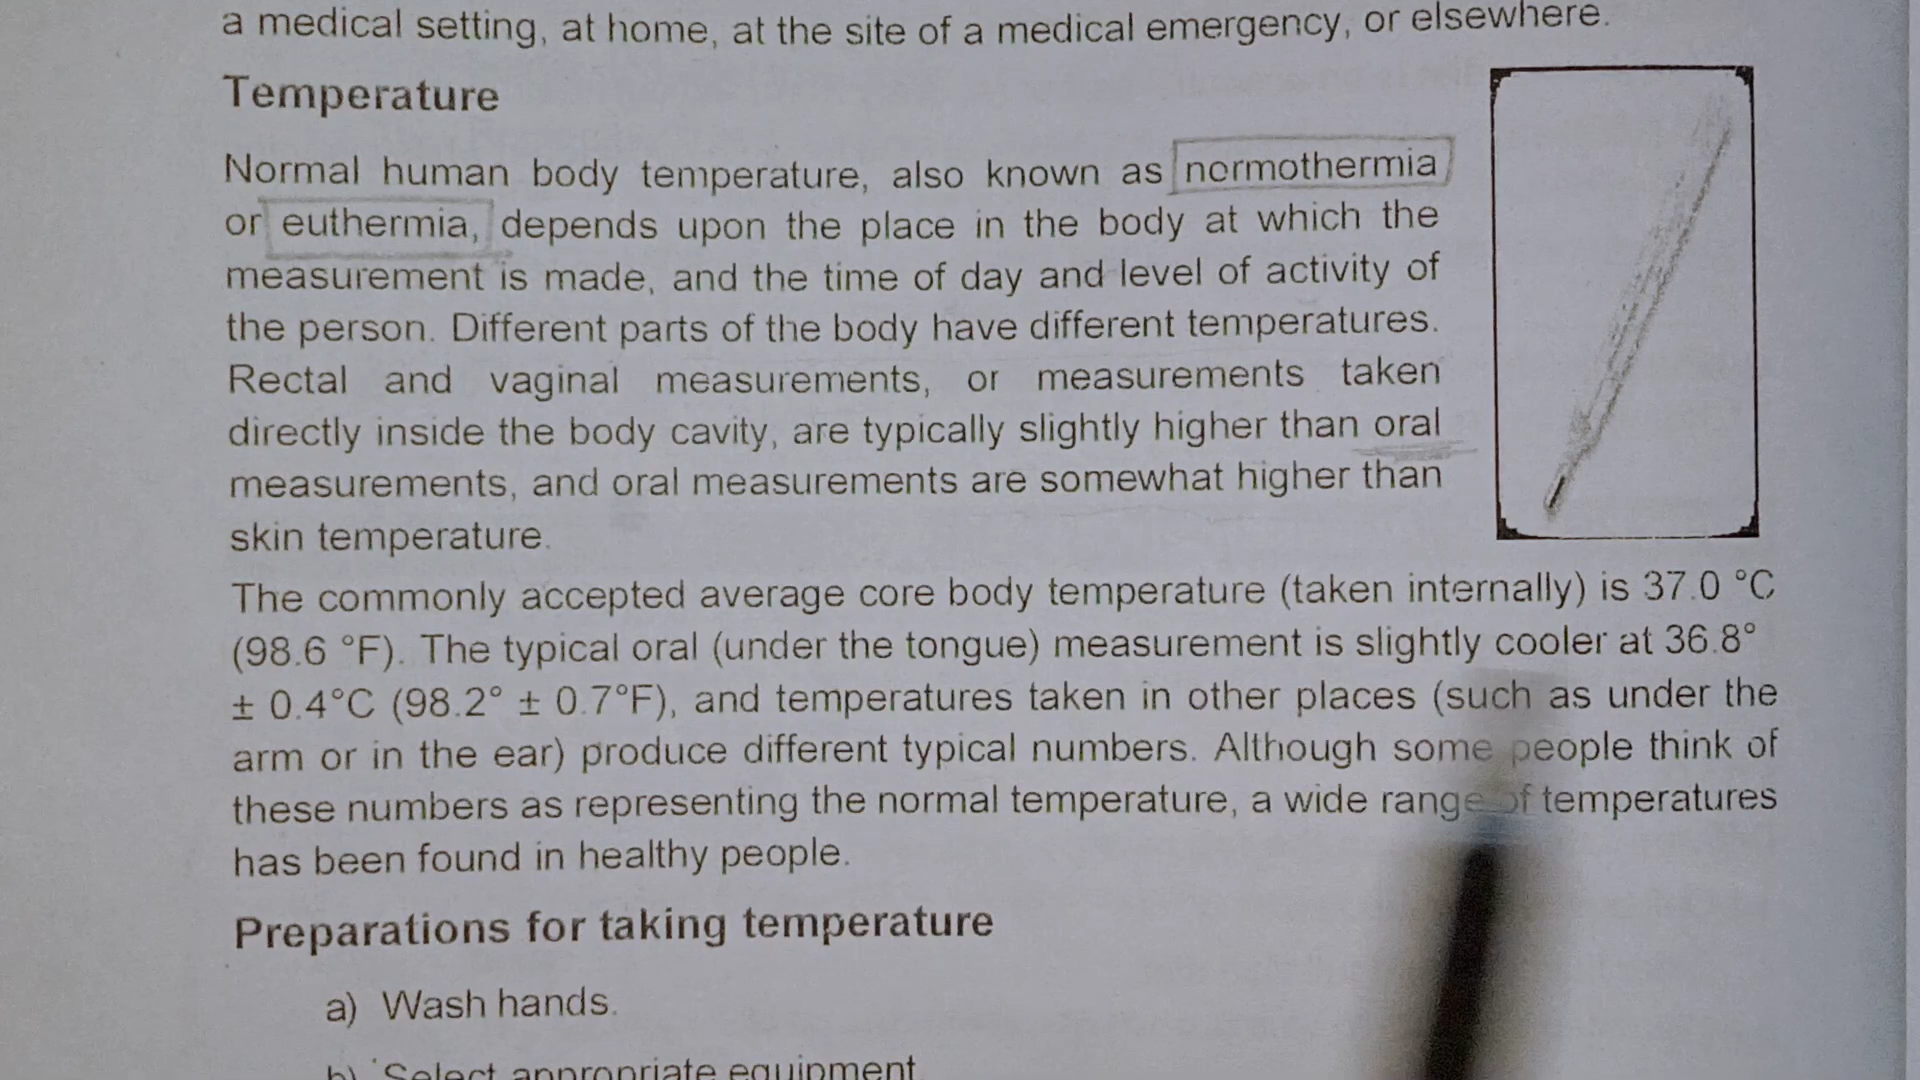 a medical setting, at home, at the site of a medical emergency, or elsewhere.
Temperature
Normal human body temperature, also known as normothermia
or euthermia, depends upon the place in the body at which the
measurement is made, and the time of day and level of activity of
the person. Different parts of the body have different temperatures.
Rectal and vaginal measurements, or measurements taken
directly inside the body cavity, are typically slightly higher than oral
measurements, and oral measurements are somewhat higher than
skin temperature.
The commonly accepted average core body temperature (taken internally) is 37.0 °C
(98.6 °F). The typical oral (under the tongue) measurement is slightly cooler at 36.8°
± 0.4°C (98.2° ± 0.7°F), and temperatures taken in other places (such as under the
arm or in the ear) produce different typical numbers. Although some people think of
these numbers as representing the normal temperature, a wide range of temperatures
has been found in healthy people.
Preparations for taking temperature
a) Wash hands.
b) Select appropriate equipment